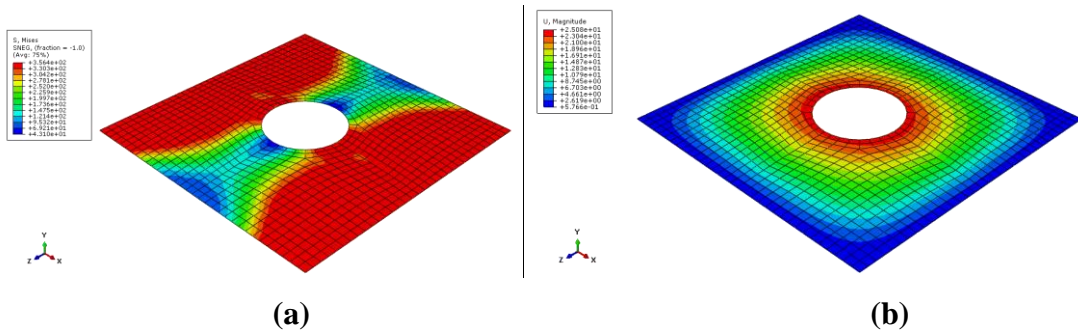 S, Mises
SNEG, (fraction = -1.0)
(Avg: 75%)
+3.564e+02
+3.303e+02
+3.042e+02
+2.781e+02
+2.520e+02
+2.259e+02
+1.997e+02
+1.736e+02
+1.475e+02
+1.214e+02
+9.532e+01
+6.921e+01
+4.310e+01
Y
Z
X
(a)
U, Magnitude
+2.508e+01
+2.304e+01
+2.100e+01
+1.896e+01
+1.691e+01
+1.487e+01
+1.283e+01
+1.079e+01
+8.745e+00
+6.703e+00
+4.661e+00
+2.619e+00
+5.766e-01
Y
Z
X
(b)